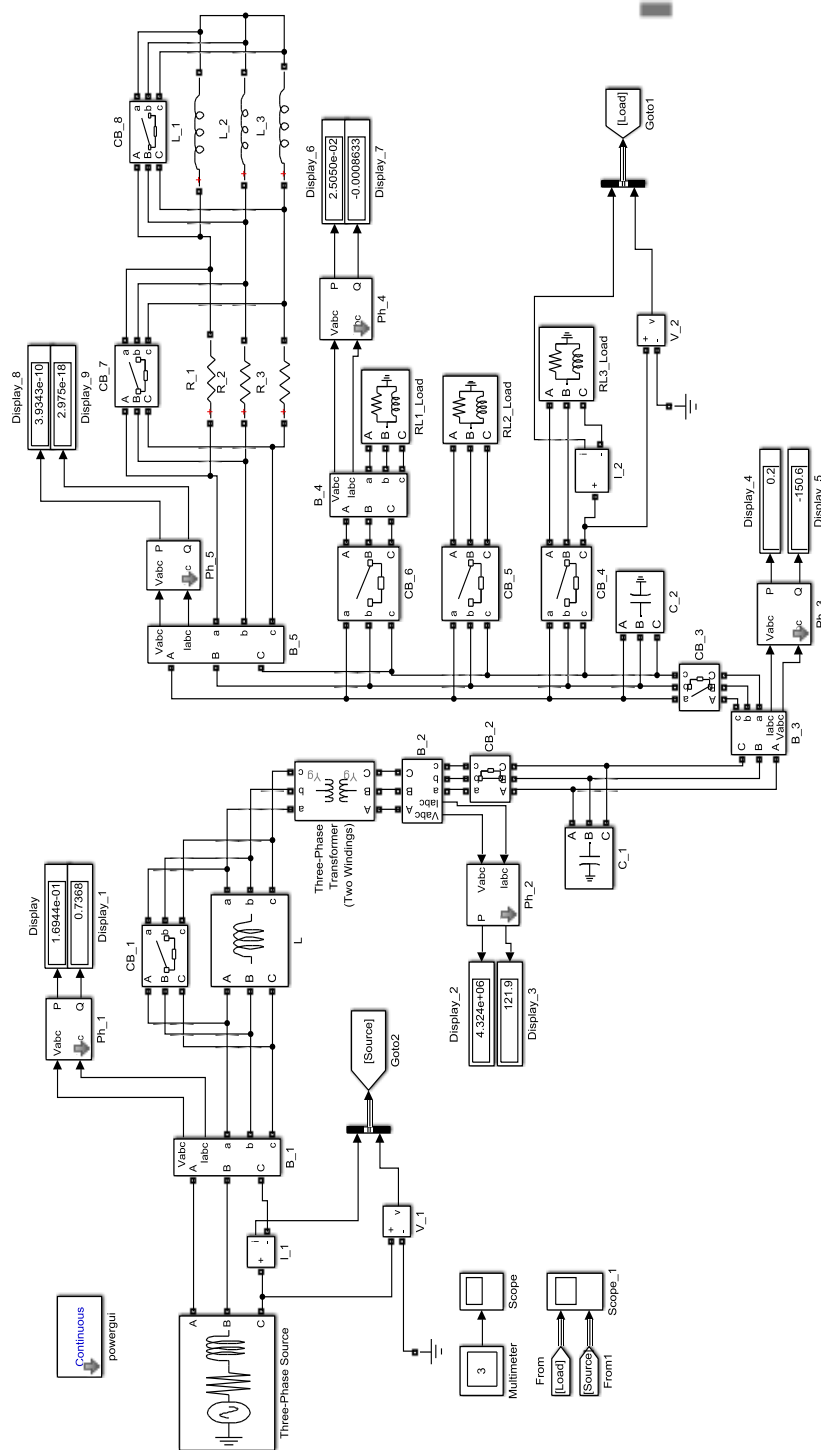 Continuous
powergui
Three-Phase Source
A
B
C
I_1
+
-
i
V_1
+
-
v
[Source]
Goto2
B_1
Vabc
Iabc
A
B
C
a
b
c
Ph_1
Vabc
P
Q
Display
1.6944e-01
Display_1
0.7368
CB_1
A
B
C
a
b
c
L
A
B
C
a
b
c
Three-Phase
Transformer
(Two Windings)
Yg
Yg
A
B
C
a
b
c
B_2
Vabc
Iabc
A
B
C
a
b
c
Ph_2
Vabc
Iabc
P
Display_2
4.324e+06
Display_3
121.9
CB_2
A
B
C
a
b
c
C_1
A
B
C
B_3
Vabc
Iabc
A
B
C
a
b
c
Ph_3
Vabc
P
Q
Display_4
0.2
Display_5
-150.6
CB_3
A
B
C
a
b
c
C_2
A
B
C
CB_4
A
B
C
a
b
c
I_2
+
-
i
V_2
+
-
v
RL3_Load
A
B
C
[Load]
Goto1
CB_5
A
B
C
a
b
c
RL2_Load
A
B
C
CB_6
A
B
C
a
b
c
B_4
Vabc
Iabc
A
B
C
a
b
c
RL1_Load
A
B
C
Ph_4
Vabc
P
Q
Display_6
2.5050e-02
-0.0008633
Display_7
B_5
Vabc
Iabc
A
B
C
a
b
c
Ph_5
Vabc
P
Q
Display_8
3.9343e-10
2.975e-18
Display_9
CB_7
A
B
C
a
b
c
R_1
R_2
R_3
CB_8
A
B
C
a
b
c
L_1
L_2
L_3
Multimeter
3
Scope
From
[Load]
[Source]
From1
Scope_1